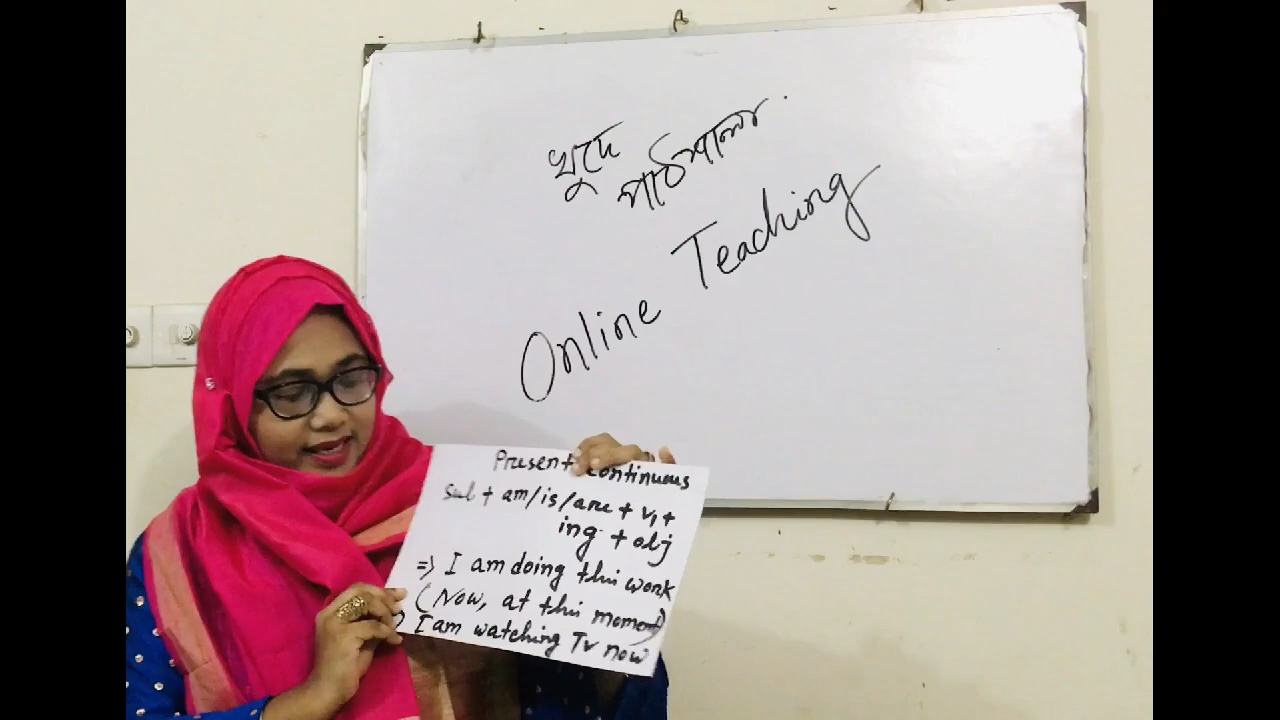 খুদে
পাঠশালা
Online Teaching
Present continuous
sub + am/is/are + v1 +
ing + obj
=> I am doing this work
(Now, at this moment)
=> I am watching Tv now